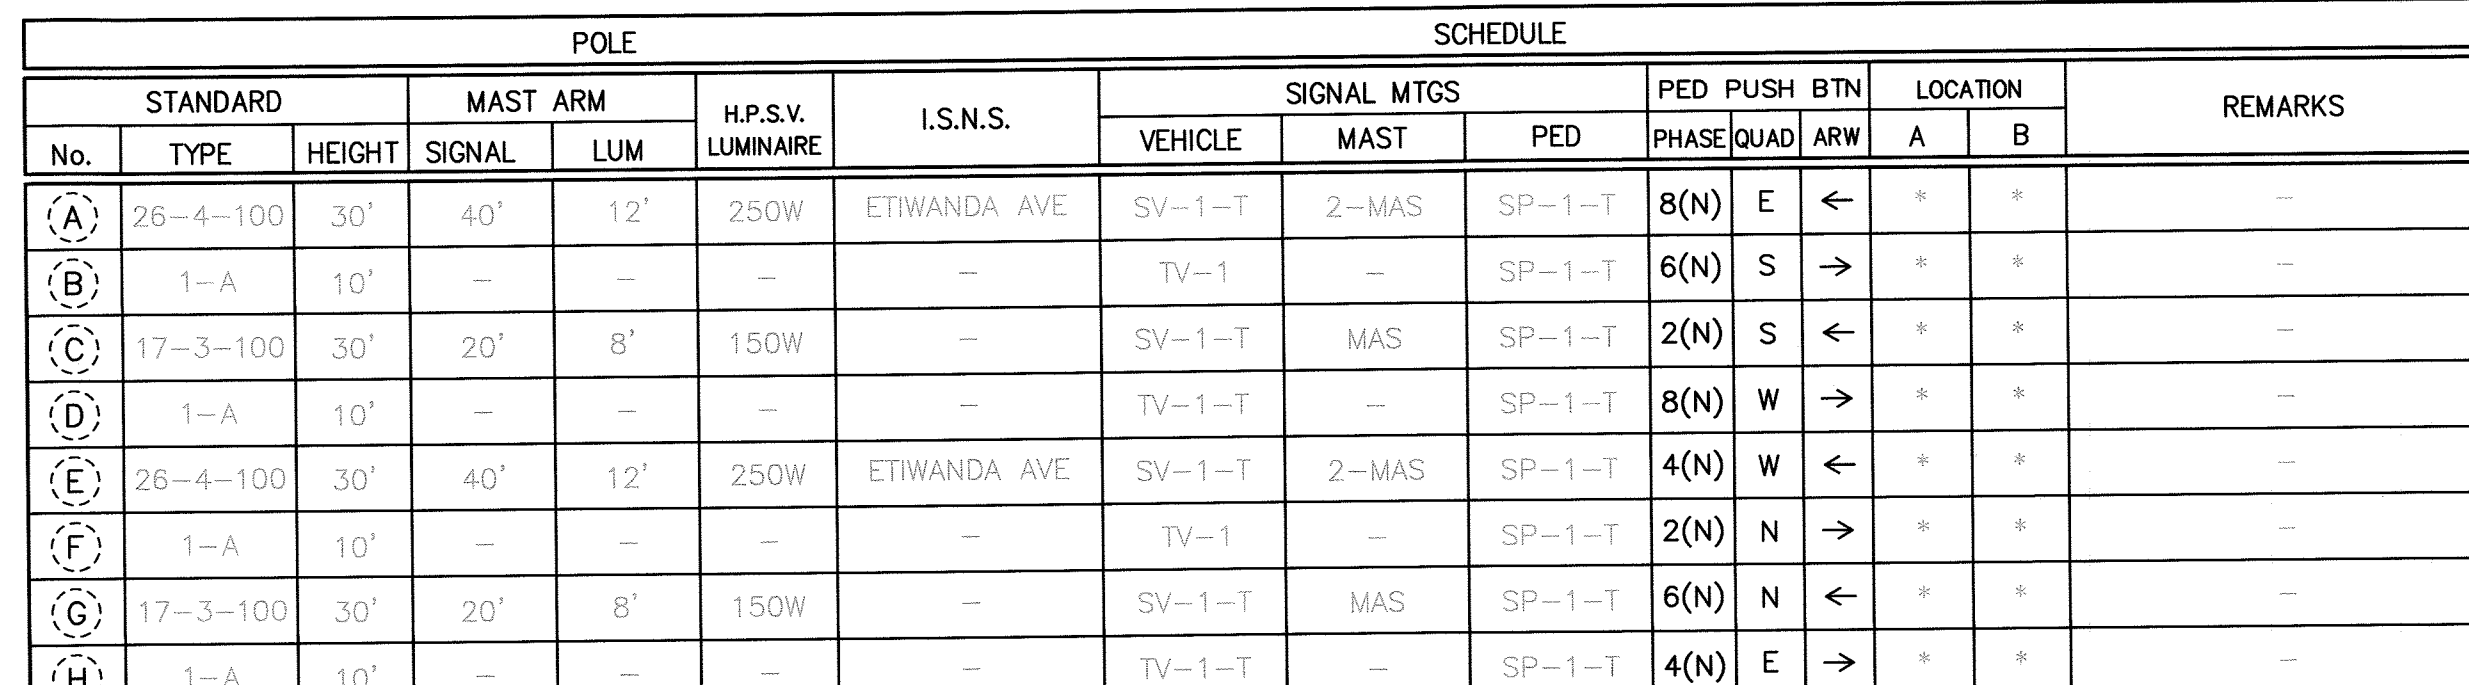 POLE SCHEDULE
STANDARD MAST ARM H.P.S.V. LUMINAIRE I.S.N.S. SIGNAL MTGS PED PUSH BTN LOCATION REMARKS
No. TYPE HEIGHT SIGNAL LUM VEHICLE MAST PED PHASE QUAD ARW A B
A 26-4-100 30' 40' 12' 250W ETIWANDA AVE SV-1-T 2-MAS SP-1-T 8(N) E ← * * -
B 1-A 10' - - - - TV-1 - SP-1-T 6(N) S → * * -
C 17-3-100 30' 20' 8' 150W - SV-1-T MAS SP-1-T 2(N) S ← * * -
D 1-A 10' - - - - TV-1-T - SP-1-T 8(N) W → * * -
E 26-4-100 30' 40' 12' 250W ETIWANDA AVE SV-1-T 2-MAS SP-1-T 4(N) W ← * * -
F 1-A 10' - - - - TV-1 - SP-1-T 2(N) N → * * -
G 17-3-100 30' 20' 8' 150W - SV-1-T MAS SP-1-T 6(N) N ← * * -
H 1-A 10' - - - - TV-1-T - SP-1-T 4(N) E → * * -